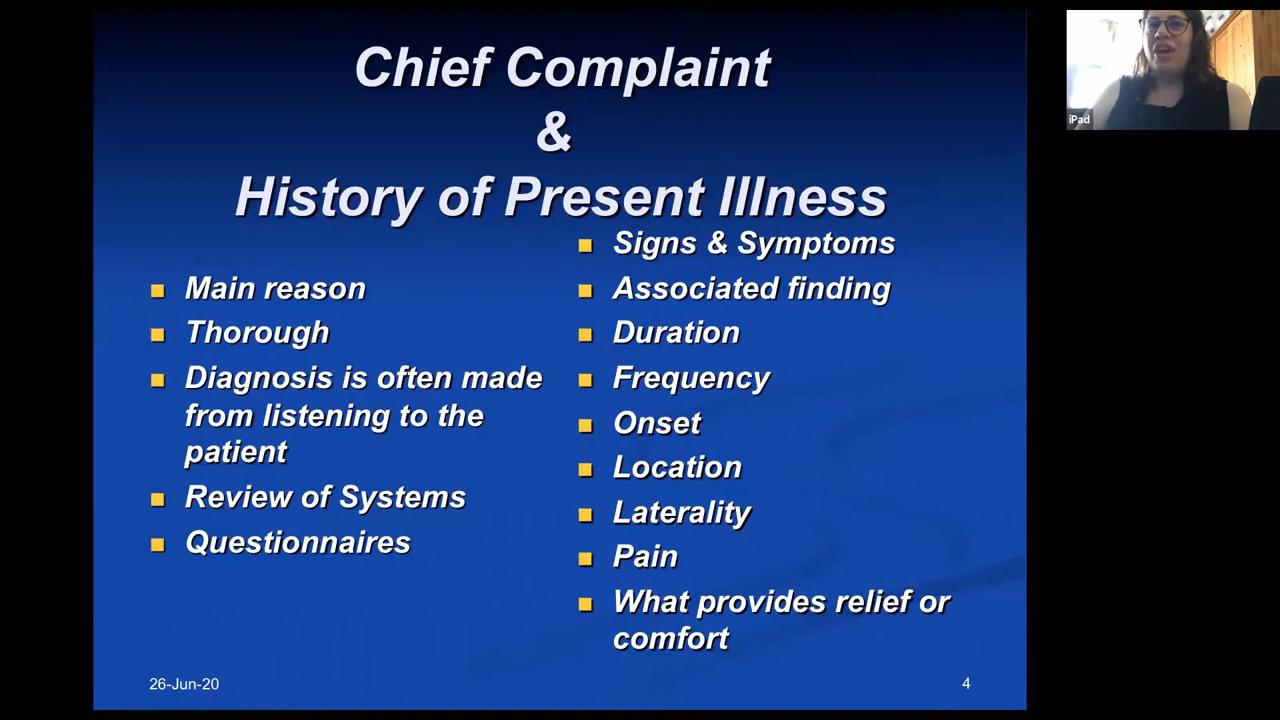 Chief Complaint
&
History of Present Illness
Main reason
Thorough
Diagnosis is often made
from listening to the
patient
Review of Systems
Questionnaires
Signs & Symptoms
Associated finding
Duration
Frequency
Onset
Location
Laterality
Pain
What provides relief or
comfort
26-Jun-20
4
iPad